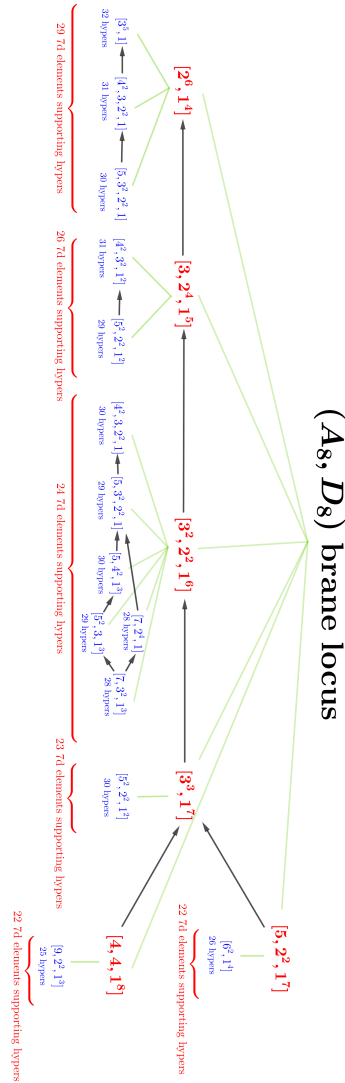 (A₈, D₈) brane locus
[5, 2², 1⁷]
[6², 1⁴]
26 hypers
22 7d elements supporting hypers
[2⁶, 1⁴]
[3, 2⁴, 1⁵]
[3², 2², 1⁶]
[3³, 1⁷]
[4, 4, 1⁸]
[3⁵, 1]
32 hypers
[4², 3, 2², 1]
31 hypers
[5, 3², 2², 1]
30 hypers
29 7d elements supporting hypers
[4², 3², 1²]
31 hypers
[5², 2², 1²]
29 hypers
26 7d elements supporting hypers
[4², 3, 2², 1]
30 hypers
[5, 3², 2², 1]
29 hypers
[5, 4², 1³]
30 hypers
[7, 2⁴, 1]
28 hypers
[5², 3, 1³]
29 hypers
[7, 3², 1³]
28 hypers
24 7d elements supporting hypers
[5², 2², 1²]
30 hypers
23 7d elements supporting hypers
[9, 2², 1³]
25 hypers
22 7d elements supporting hypers